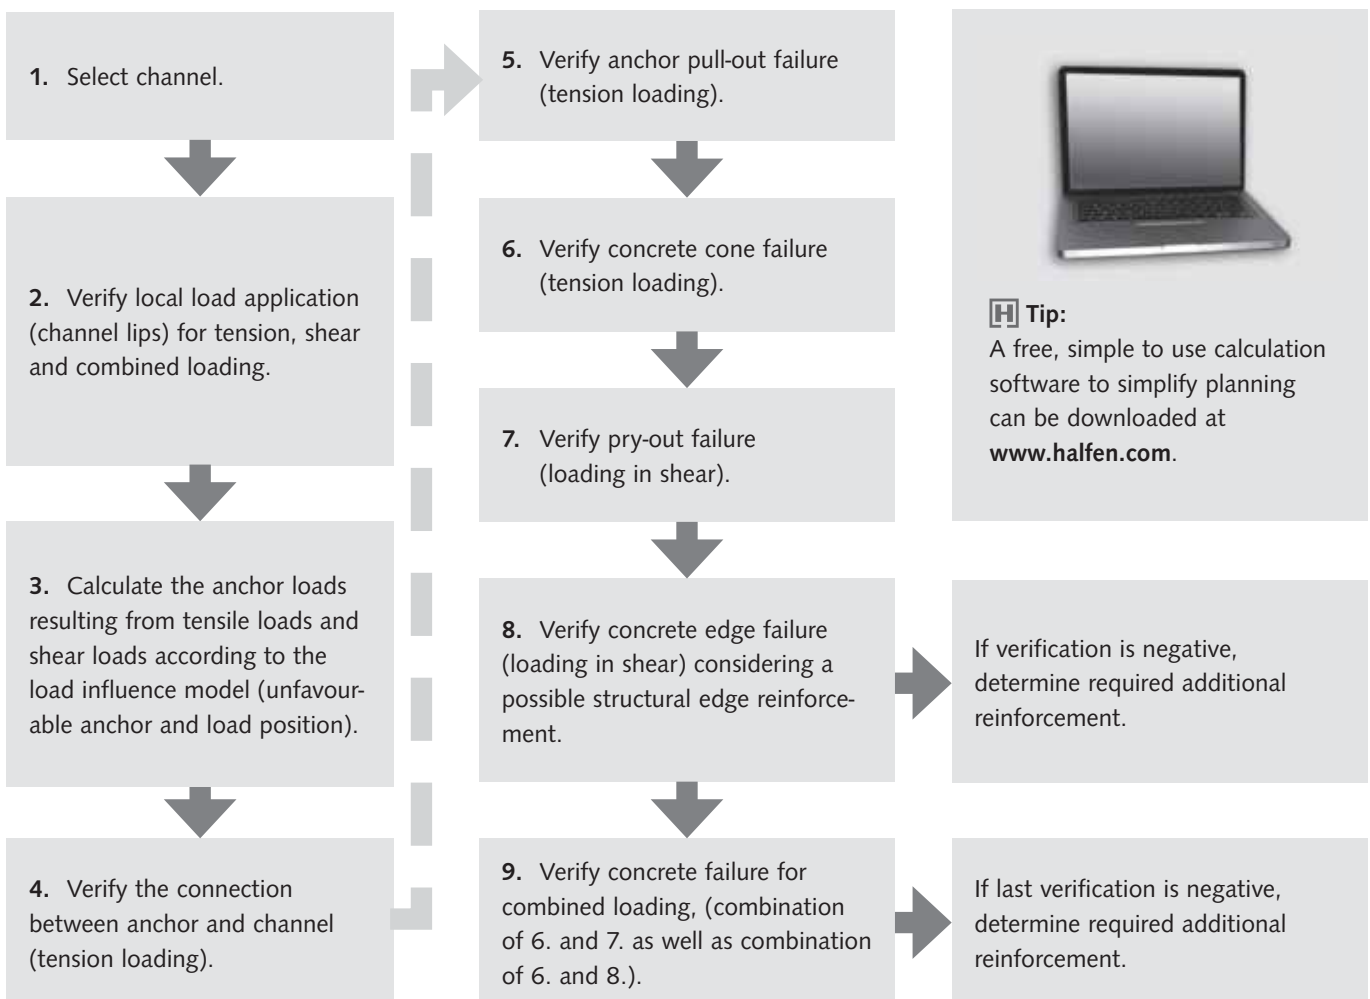 1. Select channel.
2. Verify local load application
(channel lips) for tension, shear
and combined loading.
3. Calculate the anchor loads
resulting from tensile loads and
shear loads according to the
load influence model (unfavour-
able anchor and load position).
4. Verify the connection
between anchor and channel
(tension loading).
5. Verify anchor pull-out failure
(tension loading).
6. Verify concrete cone failure
(tension loading).
7. Verify pry-out failure
(loading in shear).
8. Verify concrete edge failure
(loading in shear) considering a
possible structural edge reinforce-
ment.
9. Verify concrete failure for
combined loading, (combination
of 6. and 7. as well as combination
of 6. and 8.).
H Tip:
A free, simple to use calculation
software to simplify planning
can be downloaded at
www.halfen.com.
If verification is negative,
determine required additional
reinforcement.
If last verification is negative,
determine required additional
reinforcement.